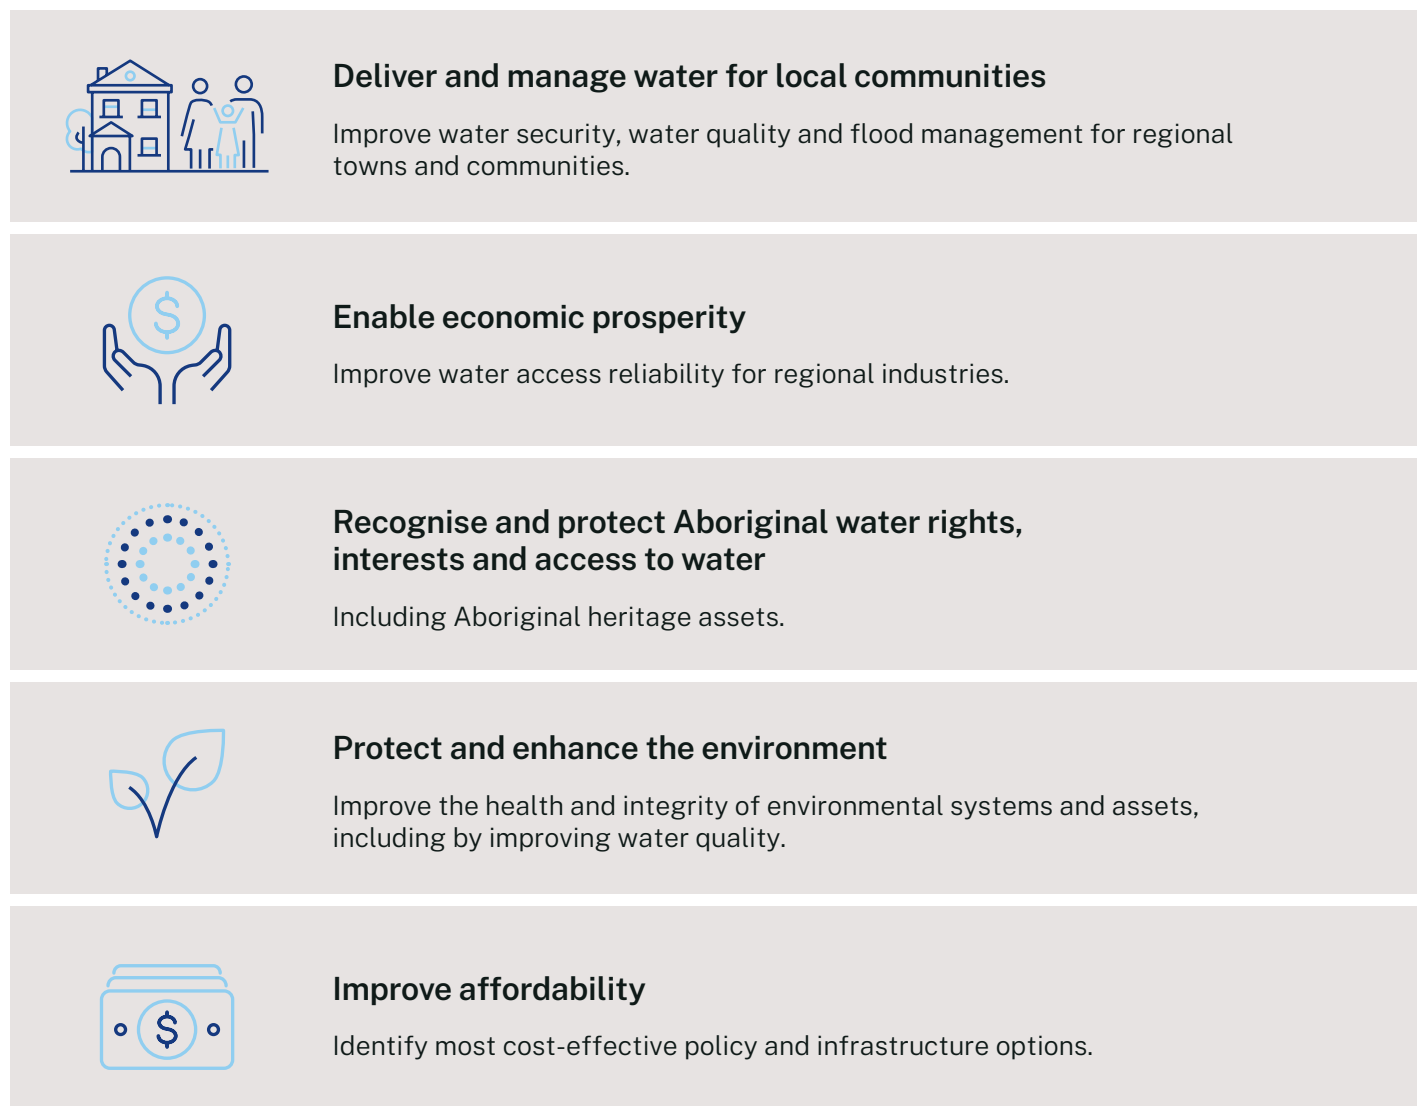 Deliver and manage water for local communities
Improve water security, water quality and flood management for regional
towns and communities.
$
Enable economic prosperity
Improve water access reliability for regional industries.
Recognise and protect Aboriginal water rights,
interests and access to water
Including Aboriginal heritage assets.
Protect and enhance the environment
Improve the health and integrity of environmental systems and assets,
including by improving water quality.
$
Improve affordability
Identify most cost-effective policy and infrastructure options.